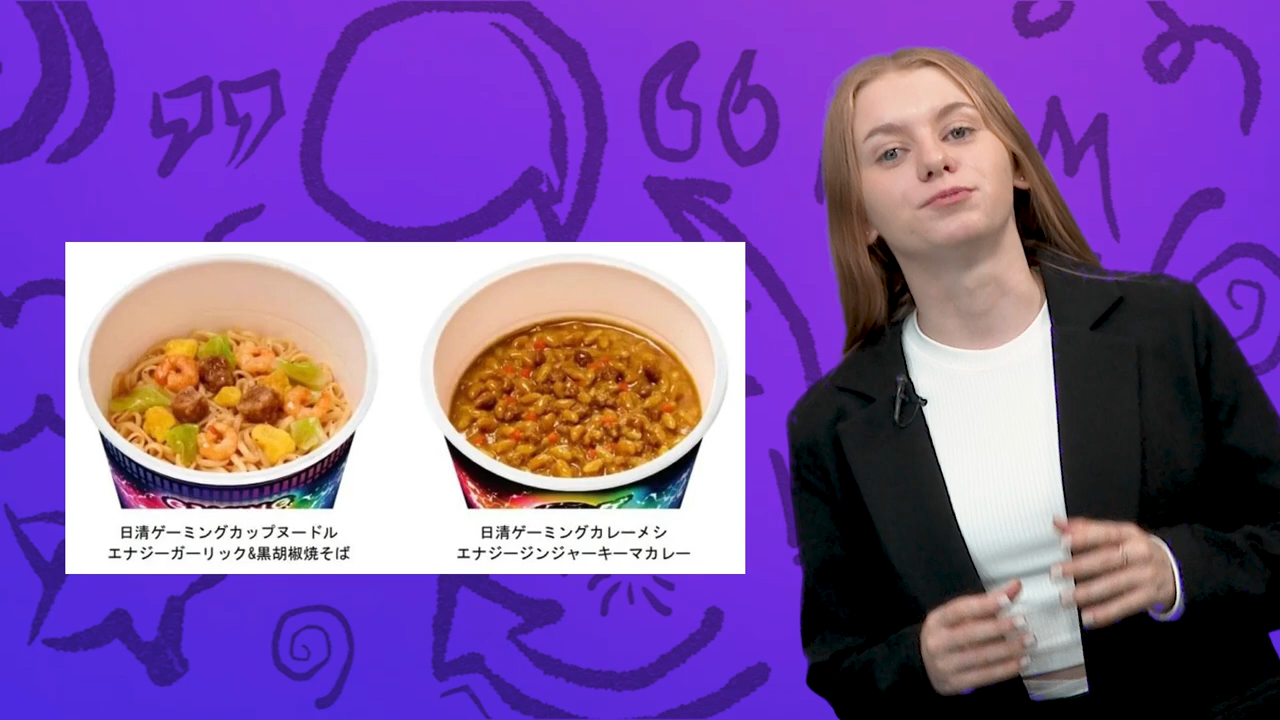 日清ゲーミングカップヌードル
エナジーガーリック&黒胡椒焼そば
日清ゲーミングカレーメシ
エナジージンジャーキーマカレー